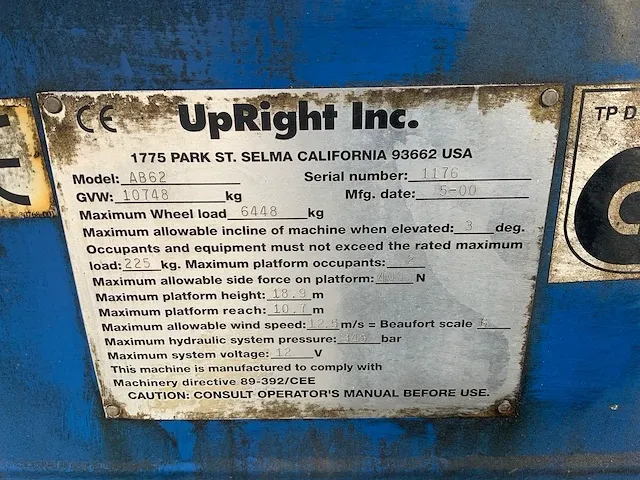 CE UpRight Inc.
1775 PARK ST. SELMA CALIFORNIA 93662 USA
Model: AB62 Serial number: 1176
GVW: 10748 kg Mfg. date: 5-00
Maximum Wheel load 6448 kg
Maximum allowable incline of machine when elevated: 3 deg.
Occupants and equipment must not exceed the rated maximum
load: 225 kg. Maximum platform occupants: 2
Maximum allowable side force on platform: N
Maximum platform height: 18.9 m
Maximum platform reach: 10.7 m
Maximum allowable wind speed: 12.5 m/s = Beaufort scale
Maximum hydraulic system pressure: bar
Maximum system voltage: 12 V
This machine is manufactured to comply with
Machinery directive 89-392/CEE
CAUTION: CONSULT OPERATOR'S MANUAL BEFORE USE.
TP D